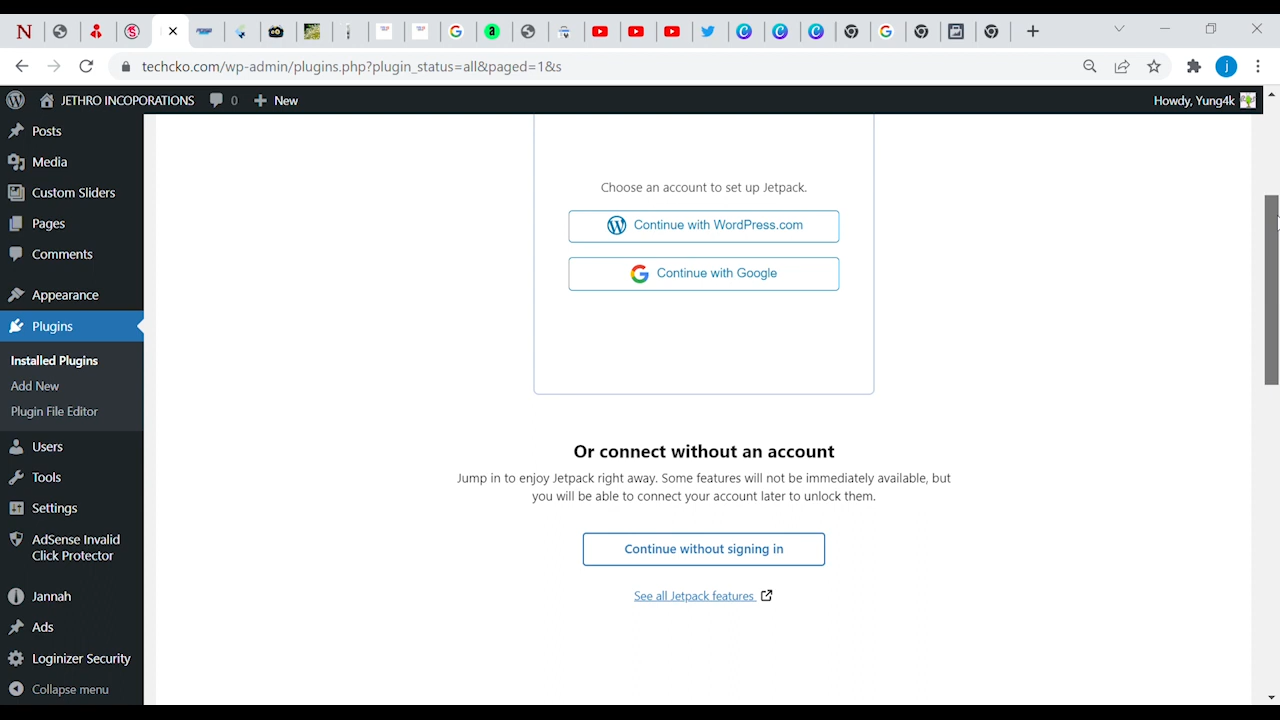 techcko.com/wp-admin/plugins.php?plugin_status=all&paged=1&s
JETHRO INCOPORATIONS
0
New
Howdy, Yung4k
Posts
Media
Custom Sliders
Pages
Comments
Appearance
Plugins
Installed Plugins
Add New
Plugin File Editor
Users
Tools
Settings
AdSense Invalid
Click Protector
Jannah
Ads
Loginizer Security
Collapse menu
Choose an account to set up Jetpack.
Continue with WordPress.com
Continue with Google
Or connect without an account
Jump in to enjoy Jetpack right away. Some features will not be immediately available, but
you will be able to connect your account later to unlock them.
Continue without signing in
See all Jetpack features